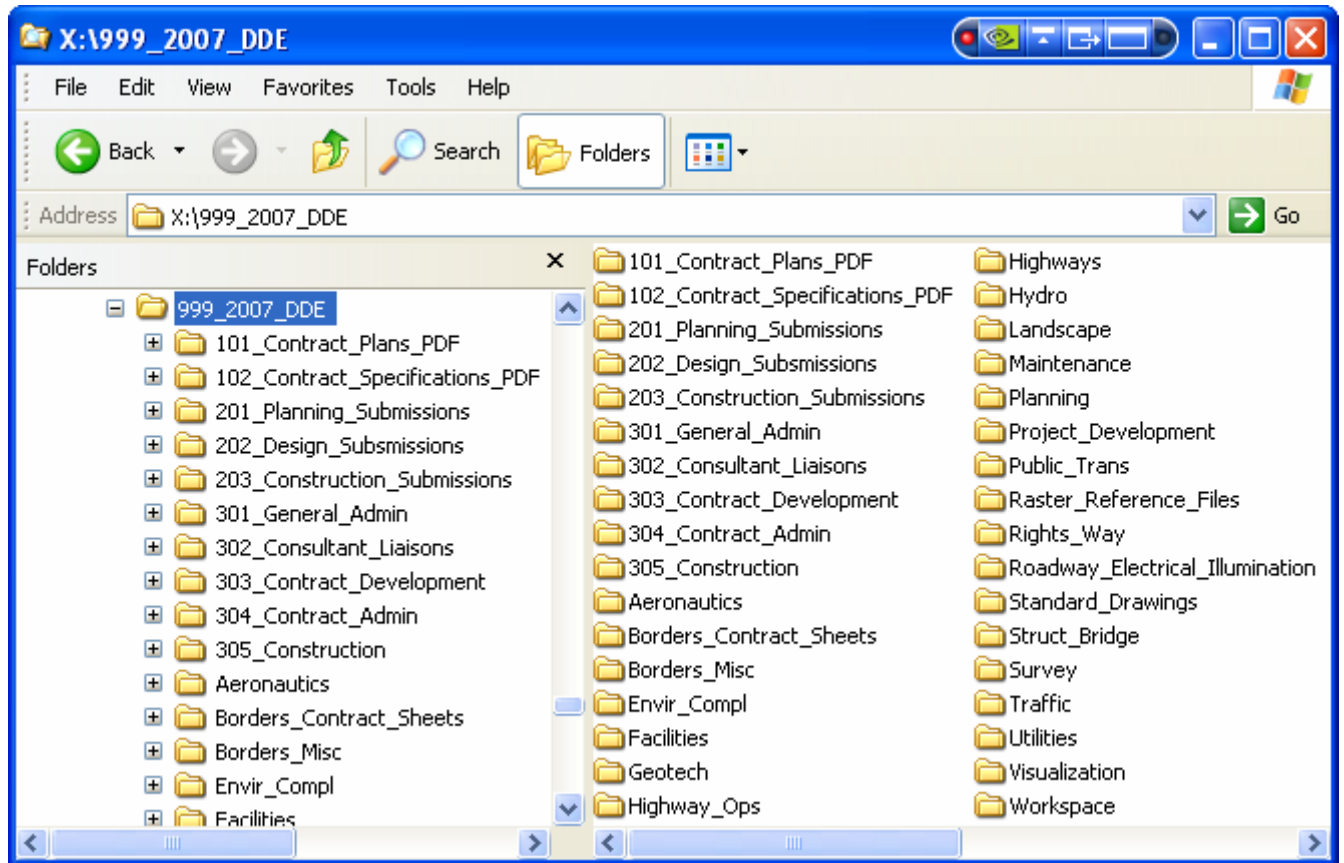 X:\999_2007_DDE
File Edit View Favorites Tools Help
Back Search Folders
Address X:\999_2007_DDE Go
Folders
999_2007_DDE
101_Contract_Plans_PDF
102_Contract_Specifications_PDF
201_Planning_Submissions
202_Design_Subsmissions
203_Construction_Submissions
301_General_Admin
302_Consultant_Liaisons
303_Contract_Development
304_Contract_Admin
305_Construction
Aeronautics
Borders_Contract_Sheets
Borders_Misc
Envir_Compl
Facilities
101_Contract_Plans_PDF
102_Contract_Specifications_PDF
201_Planning_Submissions
202_Design_Subsmissions
203_Construction_Submissions
301_General_Admin
302_Consultant_Liaisons
303_Contract_Development
304_Contract_Admin
305_Construction
Aeronautics
Borders_Contract_Sheets
Borders_Misc
Envir_Compl
Facilities
Geotech
Highway_Ops
Highways
Hydro
Landscape
Maintenance
Planning
Project_Development
Public_Trans
Raster_Reference_Files
Rights_Way
Roadway_Electrical_Illumination
Standard_Drawings
Struct_Bridge
Survey
Traffic
Utilities
Visualization
Workspace